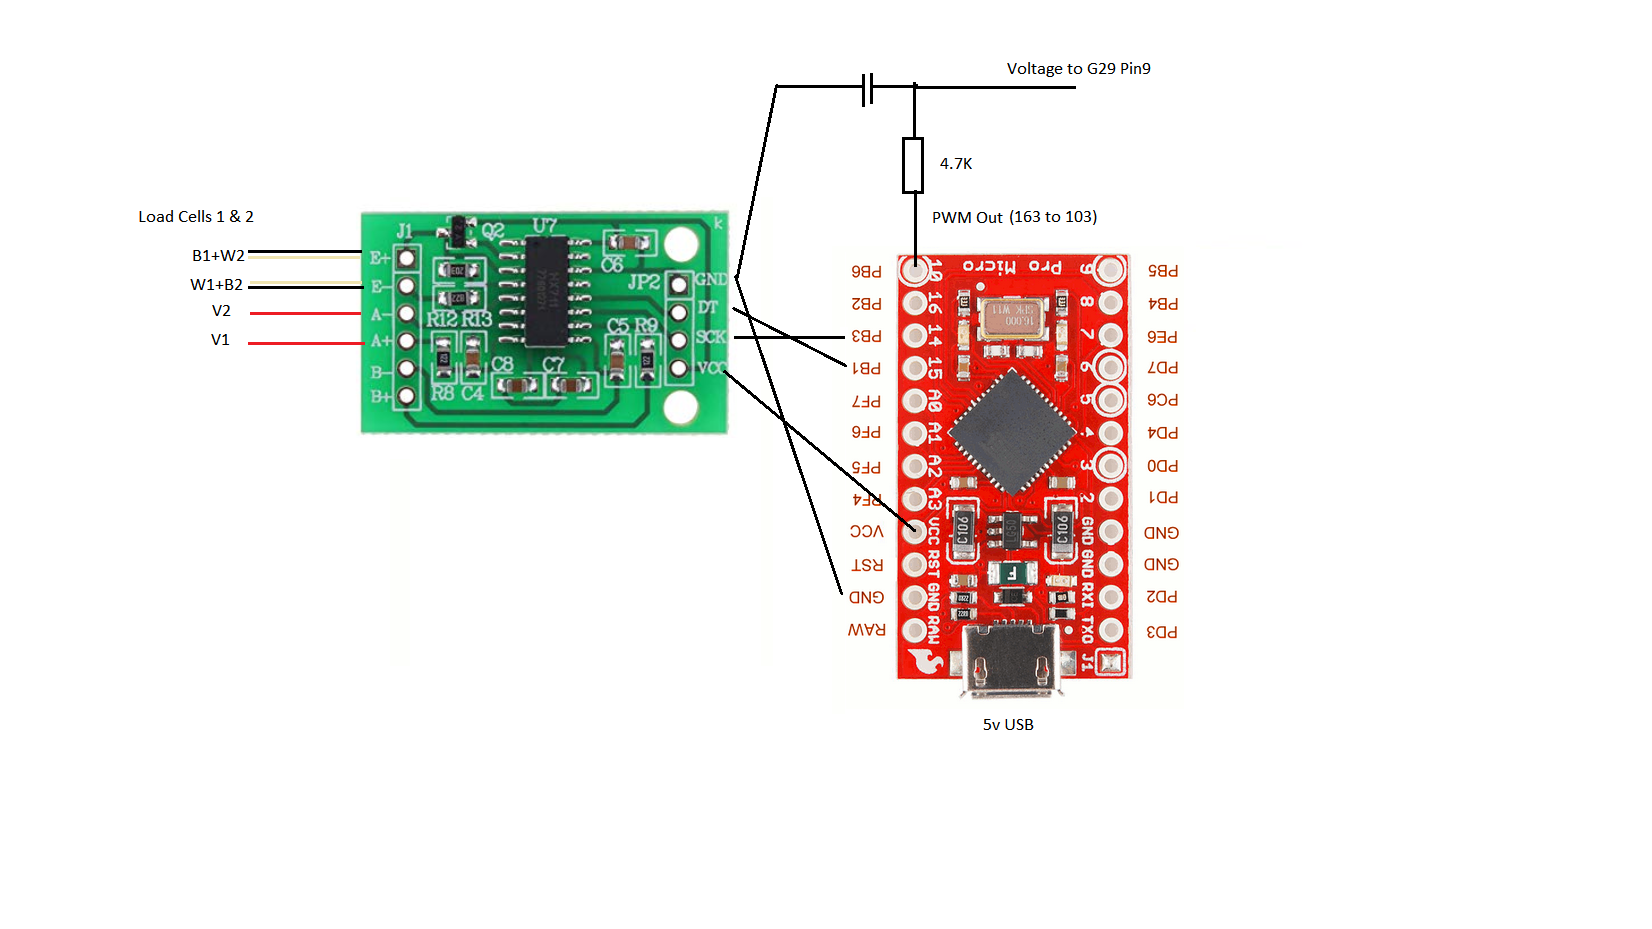 Voltage to G29 Pin9
4.7K
PWM Out (163 to 103)
Load Cells 1 & 2
B1+W2
W1+B2
V2
V1
J1
Q2
U7
k
E+
E-
A-
A+
B-
B+
C6
JP2
GND
DT
SCK
VCC
R12 R13
C5 R9
R8 C4
C8
C7
Pro Micro
PB6
PB2
PB3
PB1
PF7
PF6
PF5
PF4
VCC
RST
GND
RAW
10
16
14
15
A0
A1
A2
A3
VCC
RST
GND
RAW
9
8
7
6
5
4
3
2
GND
GND
RXI
TXO
J1
PB5
PB4
PE6
PD7
PC6
PD4
PD0
PD1
GND
GND
PD2
PD3
16.000
SPK W11
C106
C106
F
5v USB